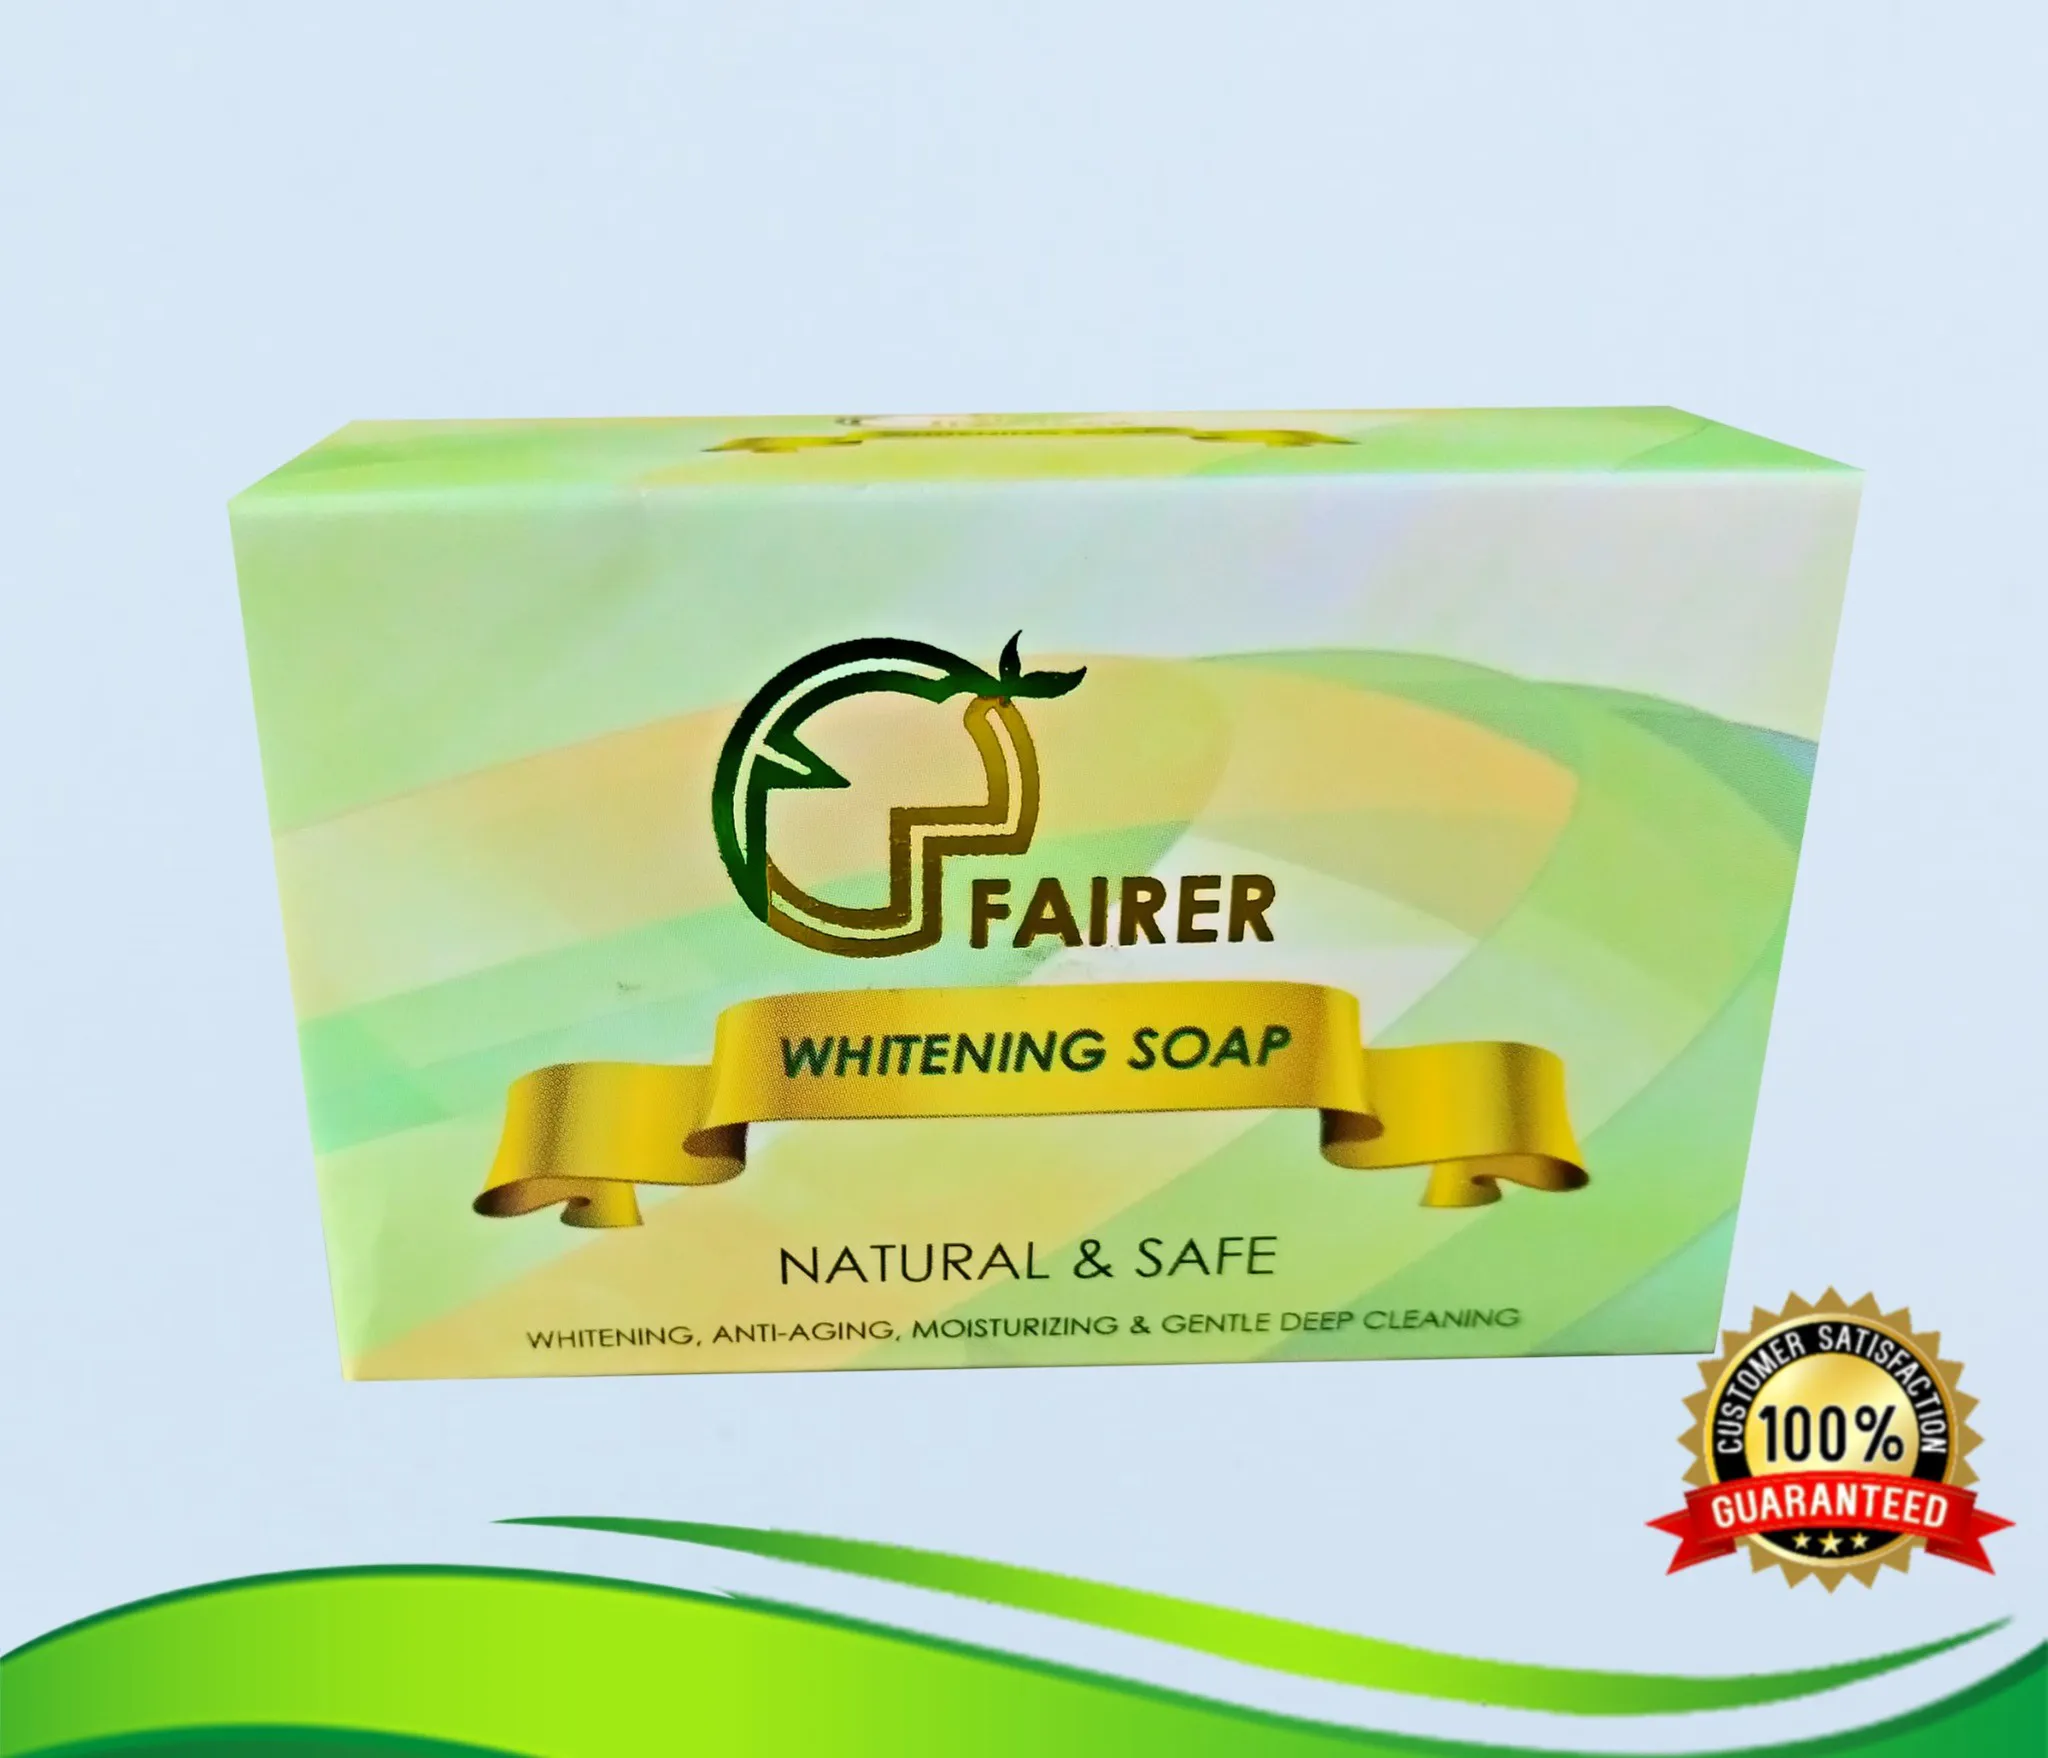 FAIRER
WHITENING SOAP
NATURAL & SAFE
WHITENING, ANTI-AGING, MOISTURIZING & GENTLE DEEP CLEANING
CUSTOMER SATISFACTION
100%
GUARANTEED